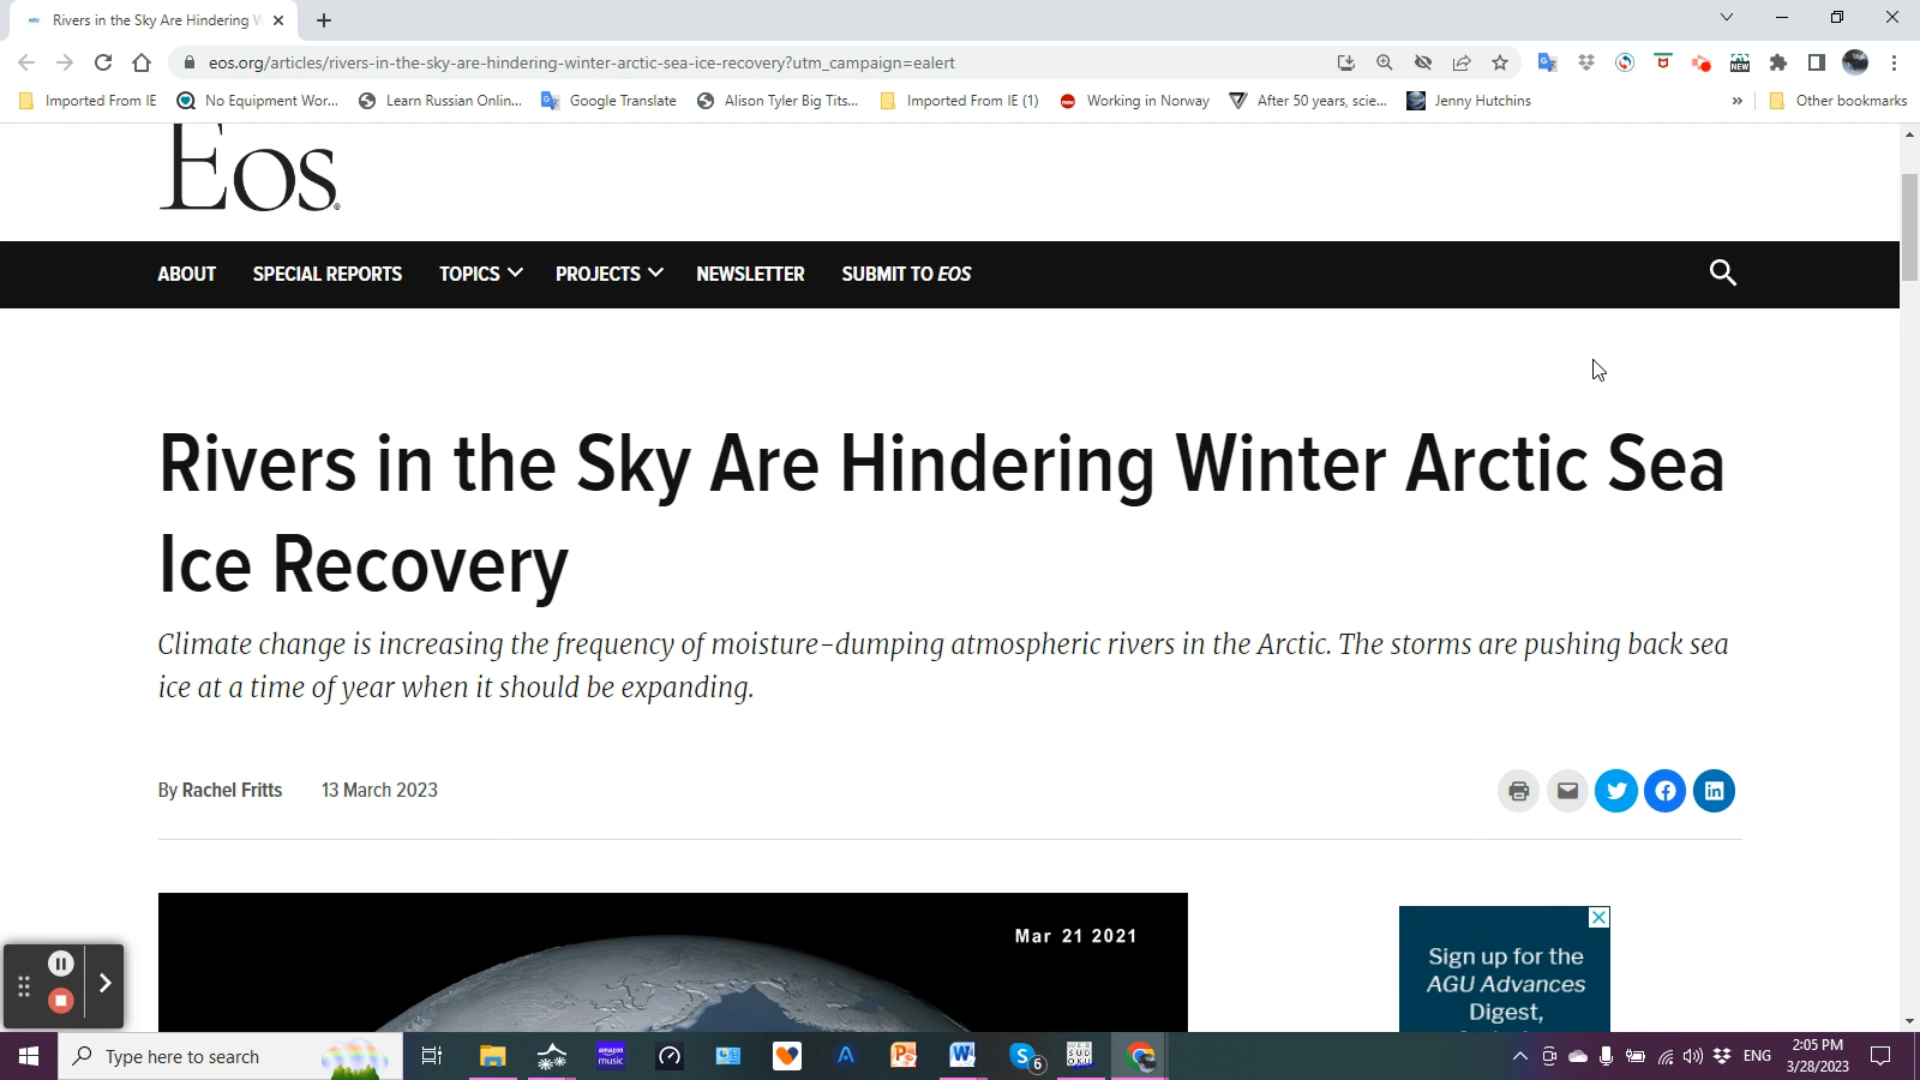 Rivers in the Sky Are Hindering W
eos.org/articles/rivers-in-the-sky-are-hindering-winter-arctic-sea-ice-recovery?utm_campaign=ealert
Imported From IE
No Equipment Wor...
Learn Russian Onlin...
Google Translate
Alison Tyler Big Tits...
Imported From IE (1)
Working in Norway
After 50 years, scie...
Jenny Hutchins
»
Other bookmarks
Eos®
ABOUT
SPECIAL REPORTS
TOPICS
PROJECTS
NEWSLETTER
SUBMIT TO EOS
Rivers in the Sky Are Hindering Winter Arctic Sea
Ice Recovery
Climate change is increasing the frequency of moisture-dumping atmospheric rivers in the Arctic. The storms are pushing back sea
ice at a time of year when it should be expanding.
By Rachel Fritts
13 March 2023
Mar 21 2021
Sign up for the
AGU Advances
Digest,
Type here to search
amazon music
6
WEB SUD OKU
ENG
2:05 PM
3/28/2023